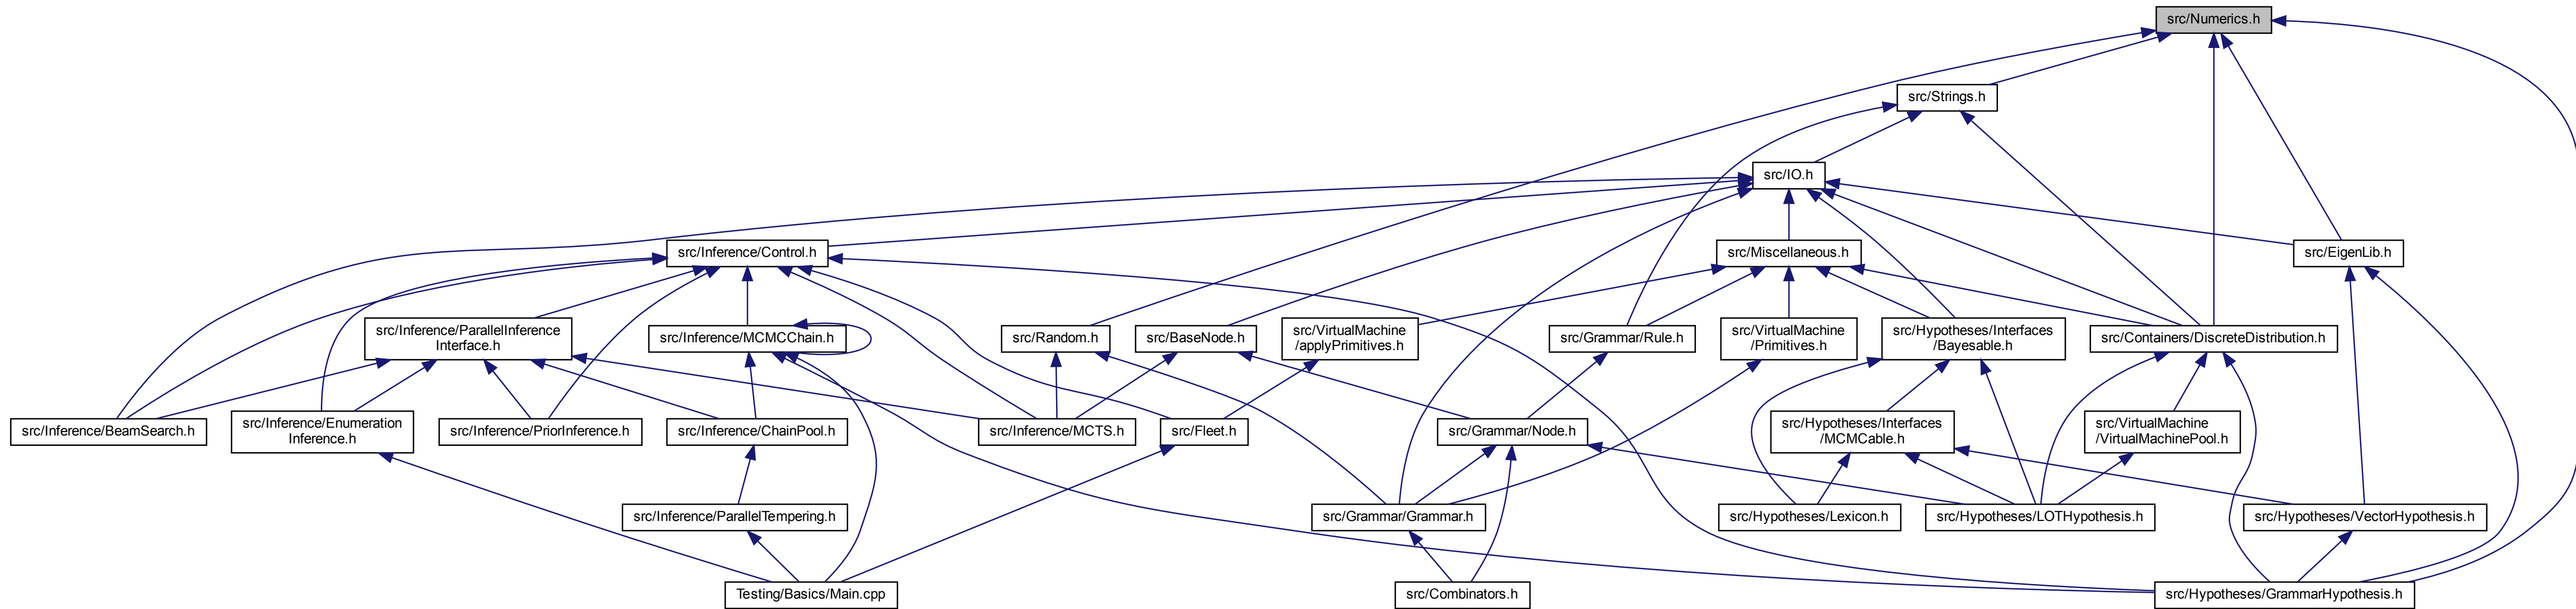 src/Numerics.h
src/Strings.h
src/IO.h
src/Inference/Control.h
src/Miscellaneous.h
src/EigenLib.h
src/Inference/ParallelInference
Interface.h
src/Inference/MCMCChain.h
src/Random.h
src/BaseNode.h
src/VirtualMachine
/applyPrimitives.h
src/Grammar/Rule.h
src/VirtualMachine
/Primitives.h
src/Hypotheses/Interfaces
/Bayesable.h
src/Containers/DiscreteDistribution.h
src/Inference/BeamSearch.h
src/Inference/Enumeration
Inference.h
src/Inference/PriorInference.h
src/Inference/ChainPool.h
src/Inference/MCTS.h
src/Fleet.h
src/Grammar/Node.h
src/Hypotheses/Interfaces
/MCMCable.h
src/VirtualMachine
/VirtualMachinePool.h
src/Inference/ParallelTempering.h
src/Grammar/Grammar.h
src/Hypotheses/Lexicon.h
src/Hypotheses/LOTHypothesis.h
src/Hypotheses/VectorHypothesis.h
Testing/Basics/Main.cpp
src/Combinators.h
src/Hypotheses/GrammarHypothesis.h